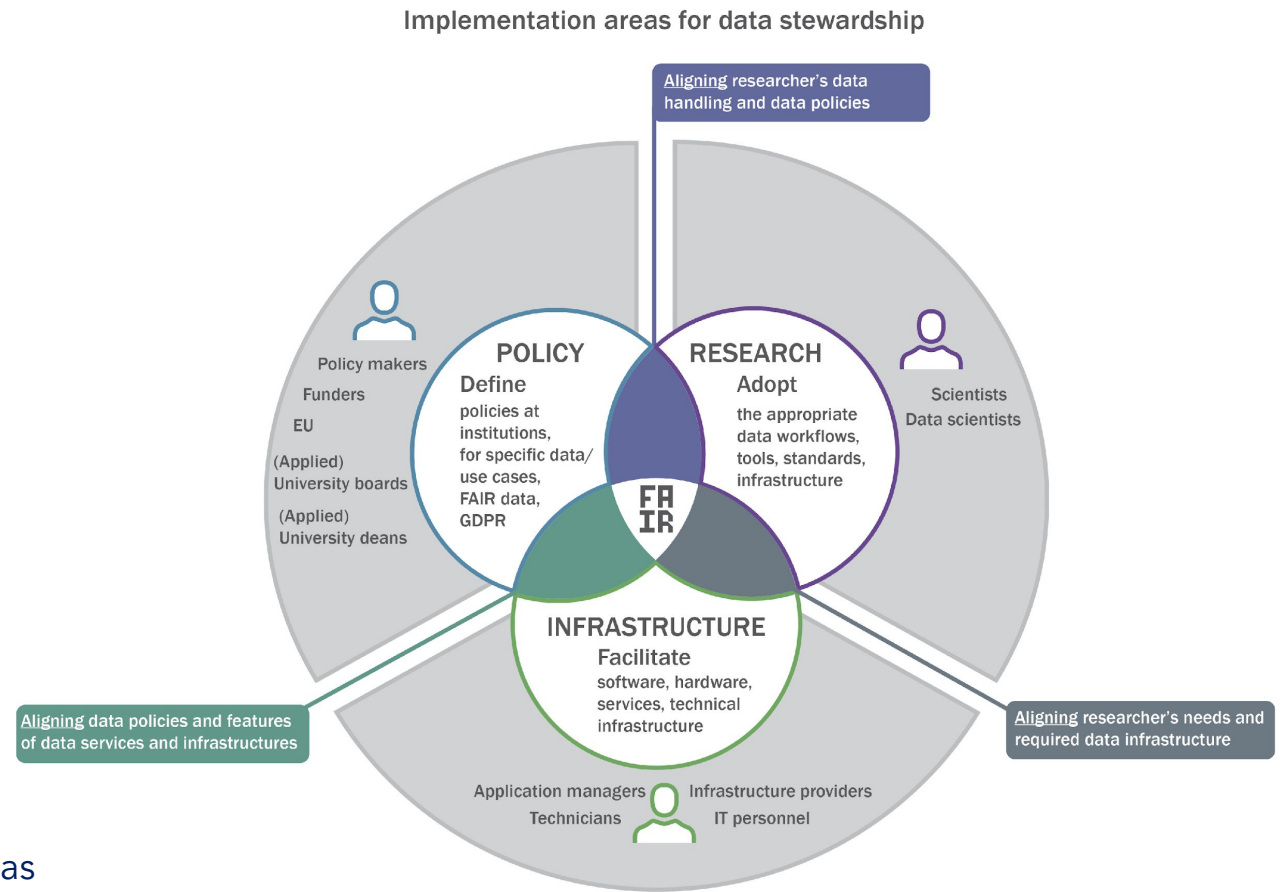 Implementation areas for data stewardship
Aligning researcher's data
handling and data policies
POLICY
Define
policies at
institutions,
for specific data/
use cases,
FAIR data,
GDPR
RESEARCH
Adopt
the appropriate
data workflows,
tools, standards,
infrastructure
Policy makers
Funders
EU
(Applied)
University boards
(Applied)
University deans
Scientists
Data scientists
FA
IR
INFRASTRUCTURE
Facilitate
software, hardware,
services, technical
infrastructure
Aligning data policies and features
of data services and infrastructures
Aligning researcher's needs and
required data infrastructure
Application managers
Technicians
Infrastructure providers
IT personnel
as